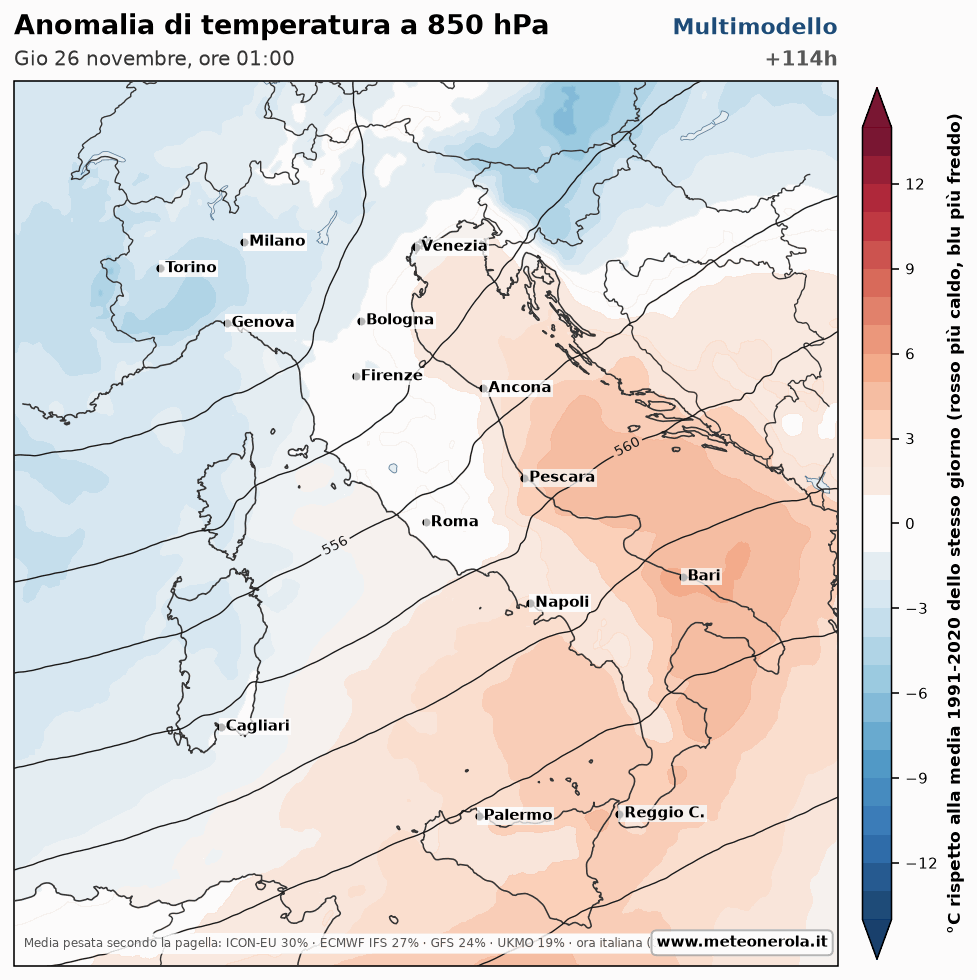 Anomalia di temperatura a 850 hPa
Multimodello
Gio 26 novembre, ore 01:00
+114h
Milano
Venezia
Torino
Genova
Bologna
Firenze
Ancona
560
Pescara
Roma
556
Bari
Napoli
Cagliari
Palermo
Reggio C.
12
9
6
3
0
−3
−6
−9
−12
°C rispetto alla media 1991-2020 dello stesso giorno (rosso più caldo, blu più freddo)
Media pesata secondo la pagella: ICON-EU 30% · ECMWF IFS 27% · GFS 24% · UKMO 19% · ora italiana (
www.meteonerola.it